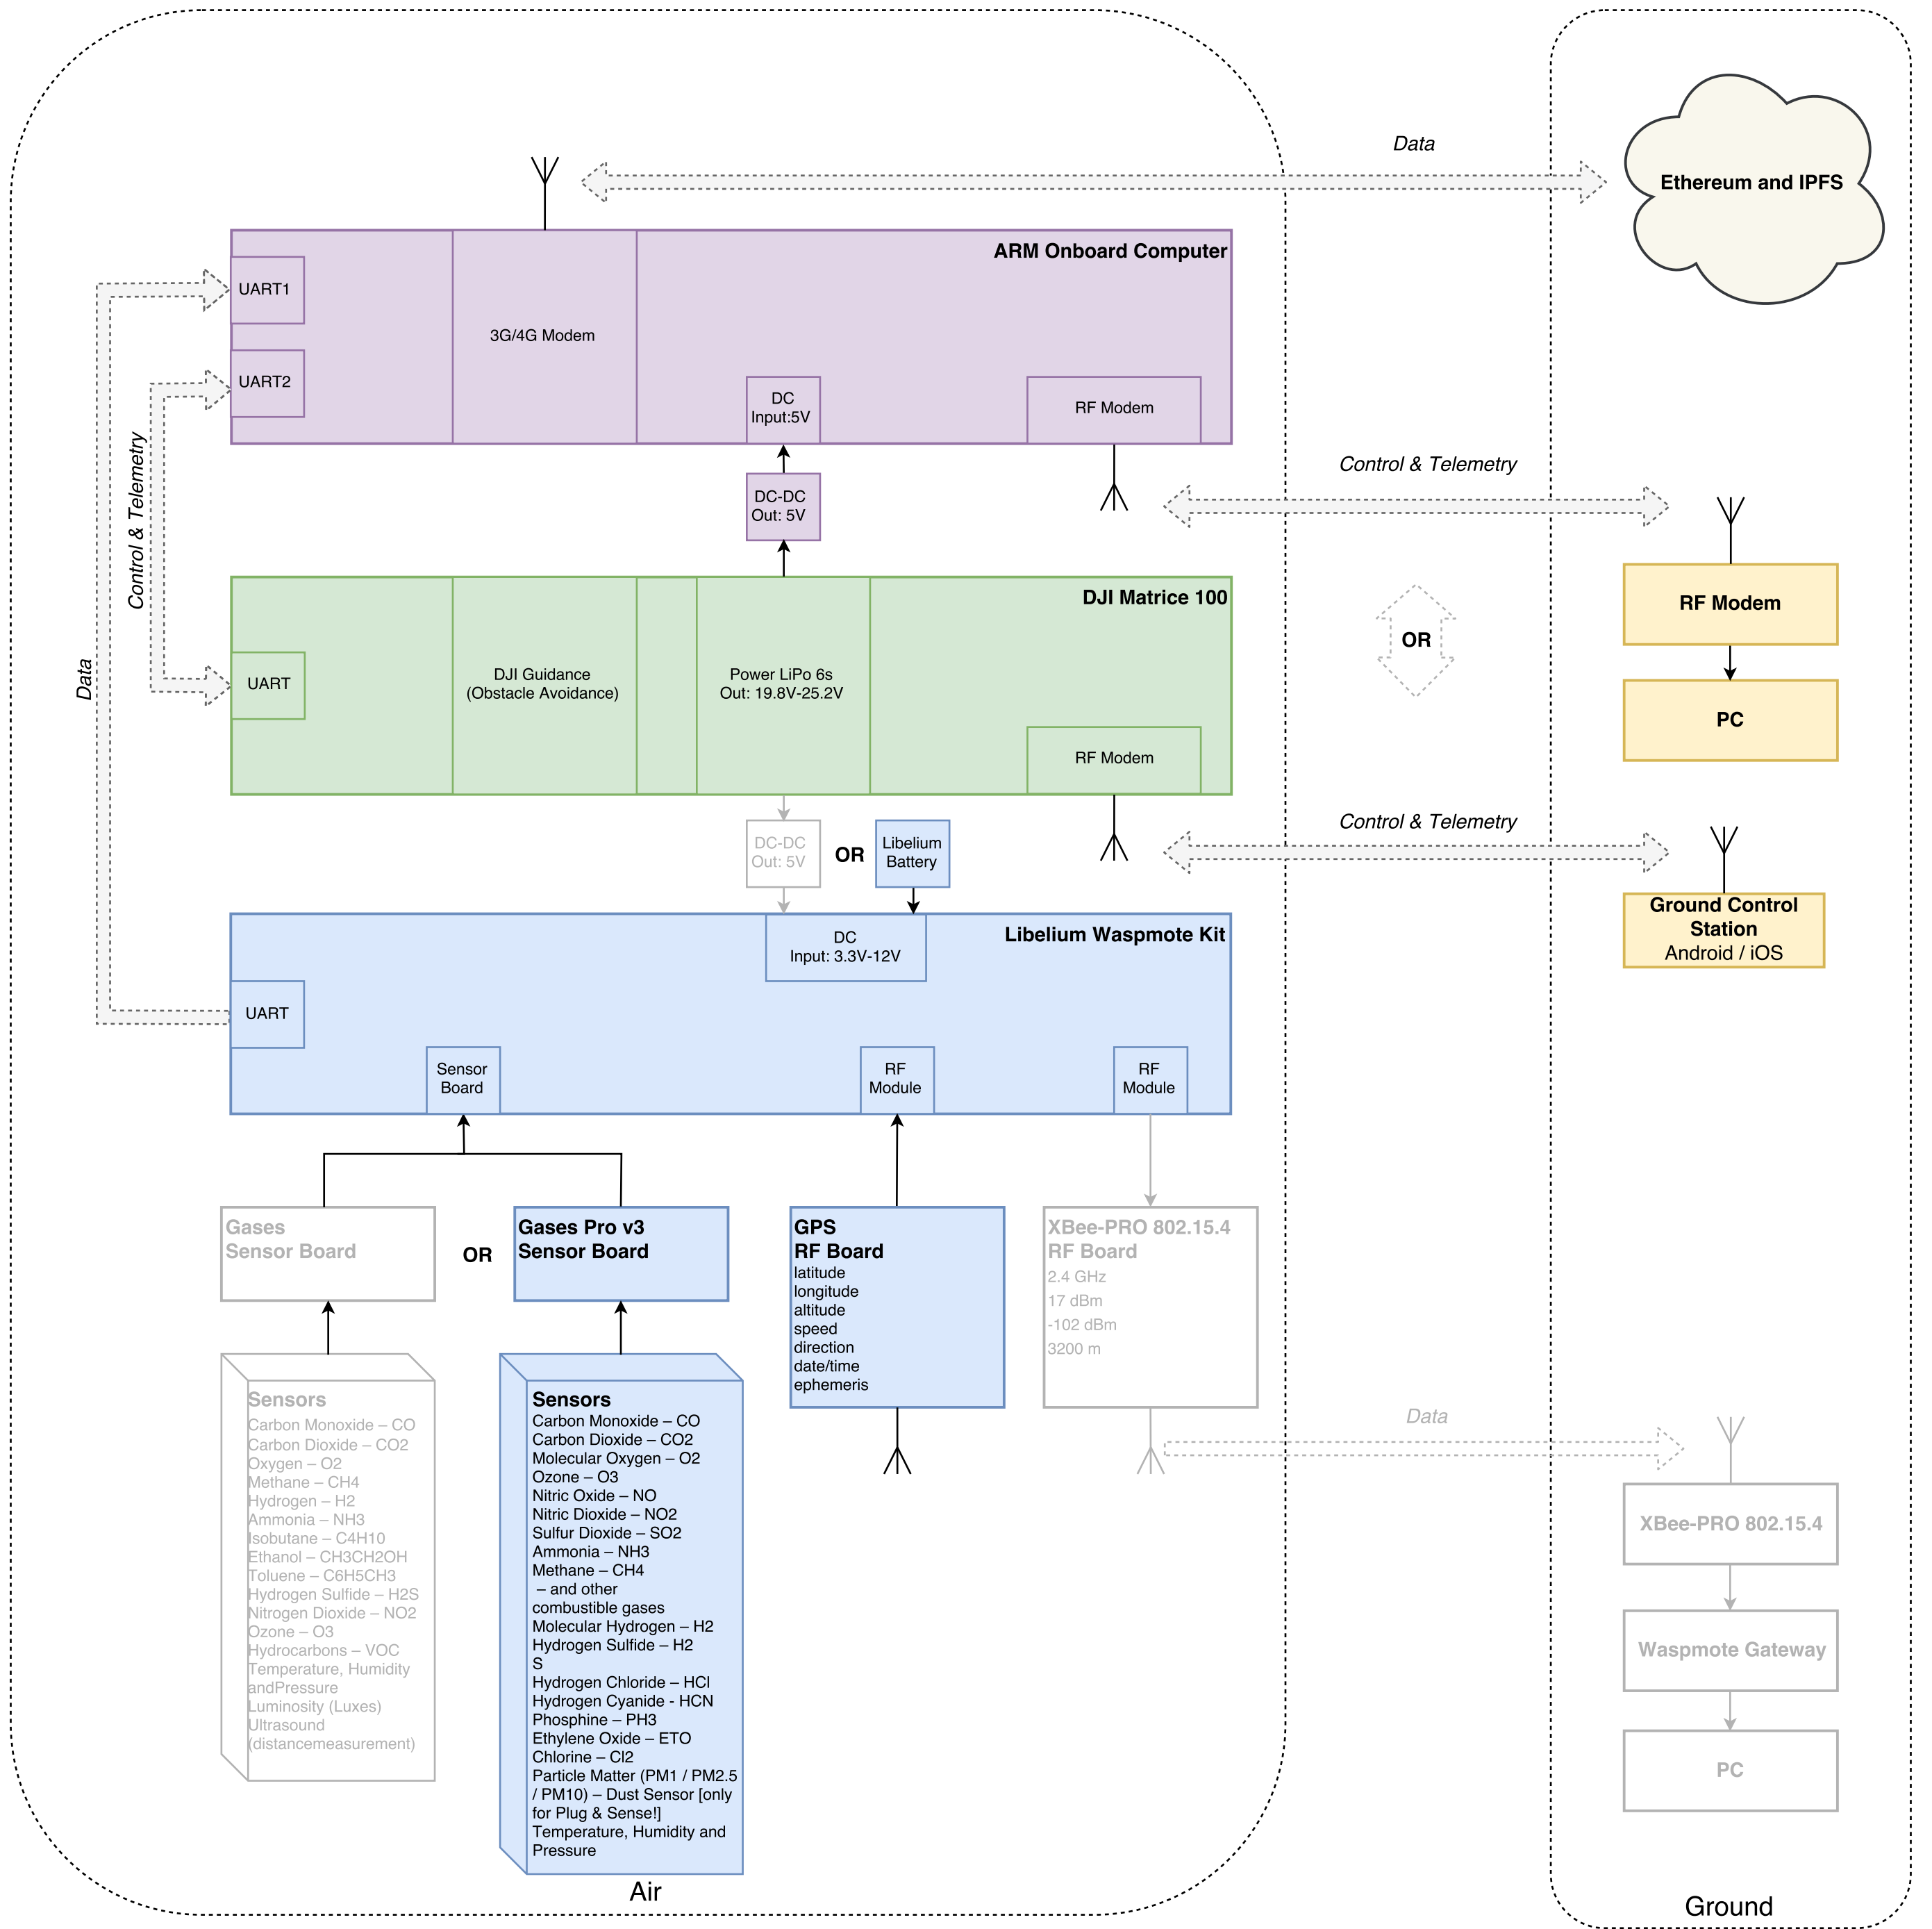 Data
Ethereum and IPFS
ARM Onboard Computer
UART1
3G/4G Modem
UART2
DC
Input:5V
RF Modem
Control & Telemetry
Control & Telemetry
DC-DC
Out: 5V
DJI Matrice 100
RF Modem
OR
Data
UART
DJI Guidance
(Obstacle Avoidance)
Power LiPo 6s
Out: 19.8V-25.2V
PC
RF Modem
Control & Telemetry
DC-DC
Out: 5V
OR
Libelium
Battery
Ground Control
Station
Android / iOS
Libelium Waspmote Kit
DC
Input: 3.3V-12V
UART
Sensor
Board
RF
Module
RF
Module
Gases
Sensor Board
OR
Gases Pro v3
Sensor Board
GPS
RF Board
latitude
longitude
altitude
speed
direction
date/time
ephemeris
XBee-PRO 802.15.4
RF Board
2.4 GHz
17 dBm
-102 dBm
3200 m
Sensors
Carbon Monoxide – CO
Carbon Dioxide – CO2
Oxygen – O2
Methane – CH4
Hydrogen – H2
Ammonia – NH3
Isobutane – C4H10
Ethanol – CH3CH2OH
Toluene – C6H5CH3
Hydrogen Sulfide – H2S
Nitrogen Dioxide – NO2
Ozone – O3
Hydrocarbons – VOC
Temperature, Humidity
andPressure
Luminosity (Luxes)
Ultrasound
(distancemeasurement)
Sensors
Carbon Monoxide – CO
Carbon Dioxide – CO2
Molecular Oxygen – O2
Ozone – O3
Nitric Oxide – NO
Nitric Dioxide – NO2
Sulfur Dioxide – SO2
Ammonia – NH3
Methane – CH4
– and other
combustible gases
Molecular Hydrogen – H2
Hydrogen Sulfide – H2
S
Hydrogen Chloride – HCl
Hydrogen Cyanide - HCN
Phosphine – PH3
Ethylene Oxide – ETO
Chlorine – Cl2
Particle Matter (PM1 / PM2.5
/ PM10) – Dust Sensor [only
for Plug & Sense!]
Temperature, Humidity and
Pressure
Data
XBee-PRO 802.15.4
Waspmote Gateway
PC
Air
Ground